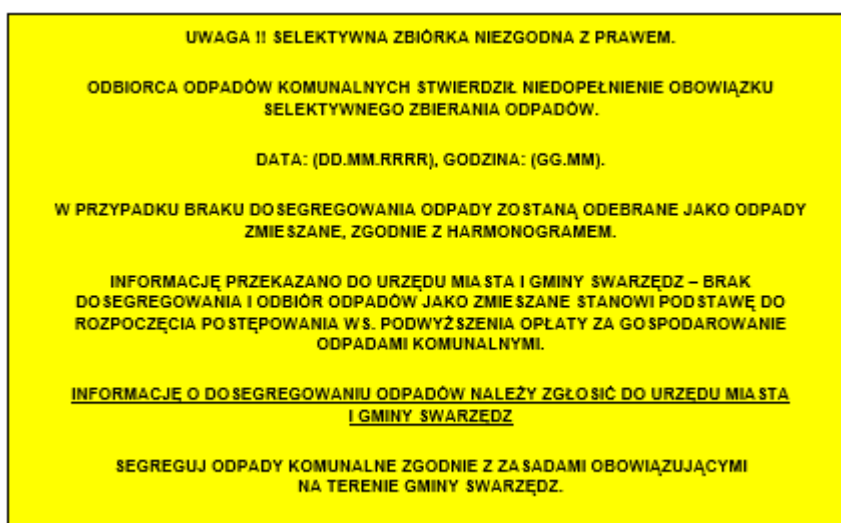 UWAGA !! SELEKTYWNA ZBIÓRKA NIEZGODNA Z PRAWEM.
ODBIORCA ODPADÓW KOMUNALNYCH STWIERDZIŁ NIEDOPEŁNIENIE OBOWIĄZKU
SELEKTYWNEGO ZBIERANIA ODPADÓW.
DATA: (DD.MM.RRRR), GODZINA: (GG.MM).
W PRZYPADKU BRAKU DOSEGREGOWANIA ODPADY ZOSTANĄ ODEBRANE JAKO ODPADY
ZMIESZANE, ZGODNIE Z HARMONOGRAMEM.
INFORMACJĘ PRZEKAZANO DO URZĘDU MIASTA I GMINY SWARZĘDZ – BRAK
DOSEGREGOWANIA I ODBIÓR ODPADÓW JAKO ZMIESZANE STANOWI PODSTAWĘ DO
ROZPOCZĘCIA POSTĘPOWANIA WS. PODWYŻSZENIA OPŁATY ZA GOSPODAROWANIE
ODPADAMI KOMUNALNYMI.
INFORMACJĘ O DOSEGREGOWANIU ODPADÓW NALEŻY ZGŁOSIĆ DO URZĘDU MIASTA
I GMINY SWARZĘDZ
SEGREGUJ ODPADY KOMUNALNE ZGODNIE Z ZASADAMI OBOWIĄZUJĄCYMI
NA TERENIE GMINY SWARZĘDZ.